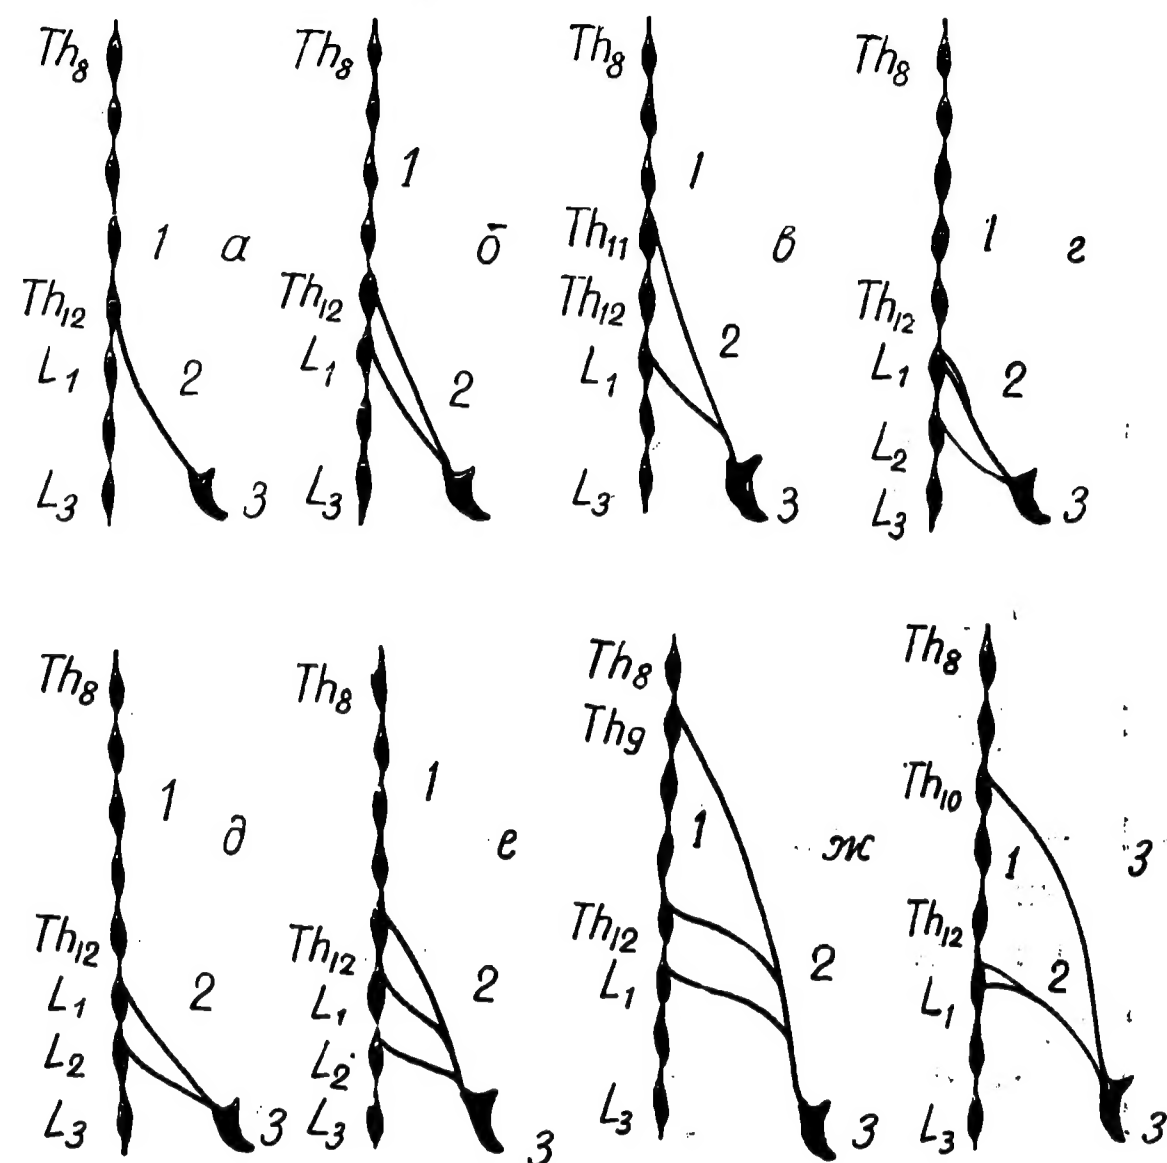 Th8 Th8 Th8 Th8
1 1
1 а б Th11 в 1 г
Th12 Th12 Th12 Th12
L1 2 L1 2 L1 2 L1 2
L2
L3 3 L3 L3 3 L3 3
Th8 Th8 Th8 Th8
Th9
1 д 1 е 1 ж Th10 1 з
Th12 Th12 Th12 Th12
L1 2 L1 2 L1 2 L1 2
L2 L2
L3 3 L3 3 L3 3 L3 3